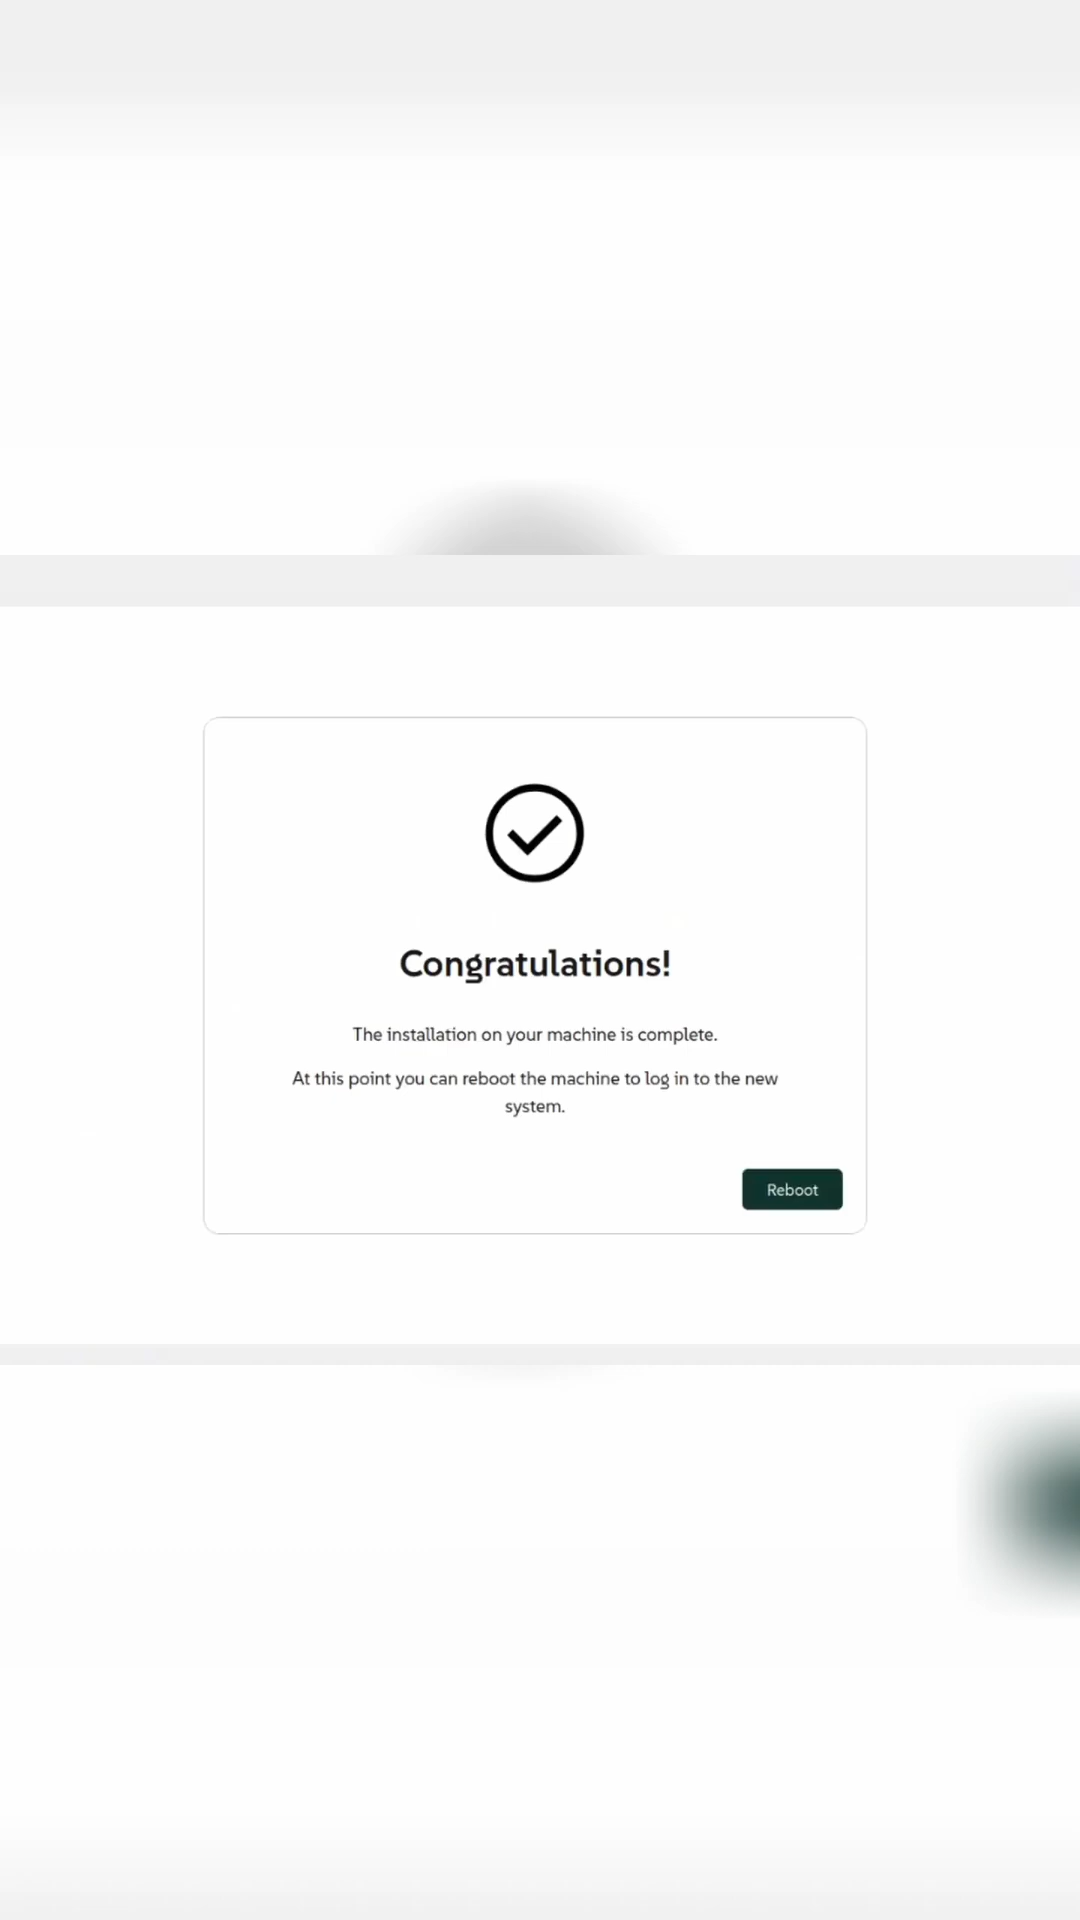 Congratulations!
The installation on your machine is complete.
At this point you can reboot the machine to log in to the new
system.
Reboot